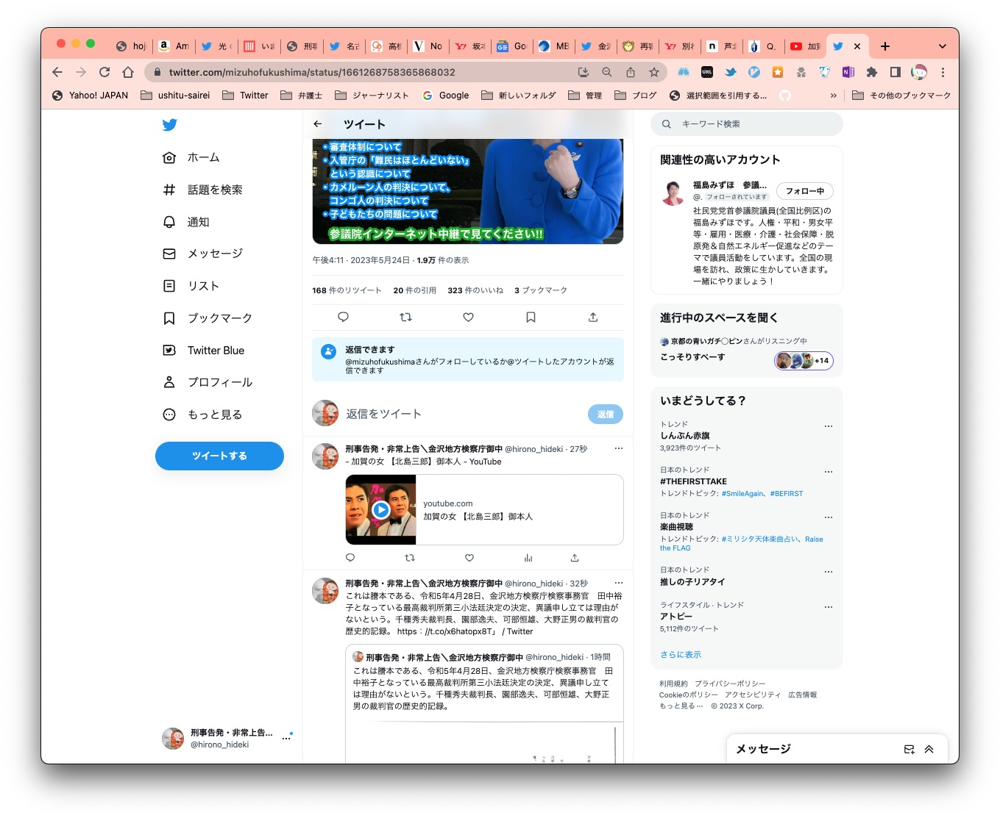 hoj
Am
光
いま
刑事
名古
高橋
No
坂本
Go
MB
金沢
再審
別れ
芦北
Q.
加賀
twitter.com/mizuhofukushima/status/1661268758365868032
Yahoo! JAPAN
ushitu-sairei
Twitter
弁護士
ジャーナリスト
Google
新しいフォルダ
管理
ブログ
選択範囲を引用する...
»
その他のブックマーク
ホーム
話題を検索
通知
メッセージ
リスト
ブックマーク
Twitter Blue
プロフィール
もっと見る
ツイートする
刑事告発・非常上告...
@hirono_hideki
ツイート
・審査体制について
・入管庁の「難民はほとんどいない」
という認識について
・カメルーン人の判決について、
コンゴ人の判決について
・子どもたちの問題について
参議院インターネット中継で見てください!!
午後4:11 · 2023年5月24日 · 1.9万 件の表示
168 件のリツイート 20 件の引用 323 件のいいね 3 ブックマーク
返信できます
@mizuhofukushimaさんがフォローしているか@ツイートしたアカウントが返
信できます
返信をツイート
返信
刑事告発・非常上告＼金沢地方検察庁御中 @hirono_hideki · 27秒
- 加賀の女 【北島三郎】御本人 - YouTube
youtube.com
加賀の女 【北島三郎】御本人
刑事告発・非常上告＼金沢地方検察庁御中 @hirono_hideki · 32秒
これは謄本である、令和5年4月28日、金沢地方検察庁検察事務官　田中裕
子となっている最高裁判所第三小法廷決定の決定、異議申し立ては理由が
ないという。千種秀夫裁判長、園部逸夫、可部恒雄、大野正男の裁判官の
歴史的記録。 https：//t.co/x6hatopx8T」 / Twitter
刑事告発・非常上告＼金沢地方検察庁御中 @hirono_hideki · 1時間
これは謄本である、令和5年4月28日、金沢地方検察庁検察事務官　田
中裕子となっている最高裁判所第三小法廷決定の決定、異議申し立て
は理由がないという。千種秀夫裁判長、園部逸夫、可部恒雄、大野正
男の裁判官の歴史的記録。
キーワード検索
関連性の高いアカウント
福島みずほ　参議...
@. フォローされています
フォロー中
社民党党首参議院議員(全国比例区)の
福島みずほです。人権・平和・男女平
等・雇用・医療・介護・社会保障・脱
原発＆自然エネルギー促進などのテー
マで議員活動をしています。全国の現
場を訪れ、政策に生かしていきます。
一緒にやりましょう！
進行中のスペースを聞く
京都の青いガチ◯ピンさんがリスニング中
こっそりすぺーす
+14
いまどうしてる？
トレンド
しんぶん赤旗
3,923件のツイート
日本のトレンド
#THEFIRSTTAKE
トレンドトピック: #SmileAgain、#BEFIRST
日本のトレンド
楽曲視聴
トレンドトピック: #ミリシタ天体楽曲占い、Raise
the FLAG
日本のトレンド
推しの子リアタイ
ライフスタイル · トレンド
アトピー
5,112件のツイート
さらに表示
利用規約　プライバシーポリシー
Cookieのポリシー　アクセシビリティ　広告情報
もっと見る …　© 2023 X Corp.
メッセージ